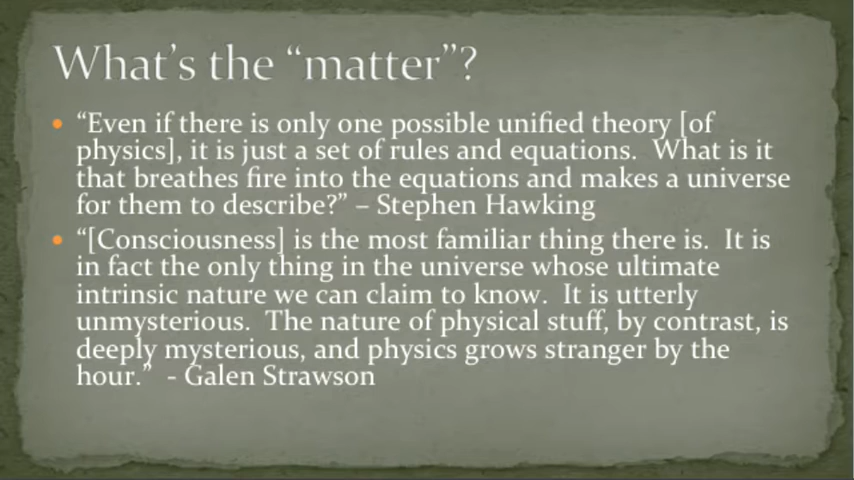 What's the “matter”?
• “Even if there is only one possible unified theory [of
physics], it is just a set of rules and equations.  What is it
that breathes fire into the equations and makes a universe
for them to describe?” – Stephen Hawking
• “[Consciousness] is the most familiar thing there is.  It is
in fact the only thing in the universe whose ultimate
intrinsic nature we can claim to know.  It is utterly
unmysterious.  The nature of physical stuff, by contrast, is
deeply mysterious, and physics grows stranger by the
hour.”  - Galen Strawson